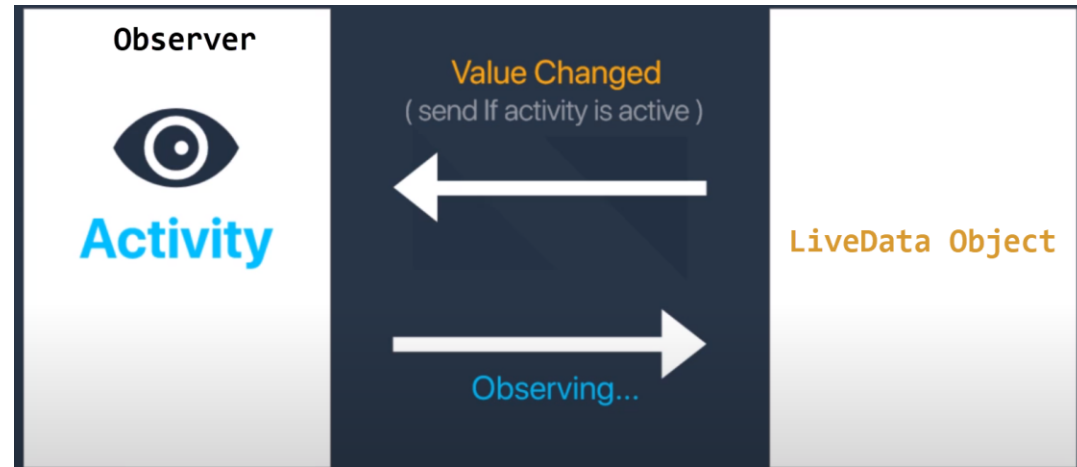 Observer
Activity
Value Changed
( send If activity is active )
Observing...
LiveData Object